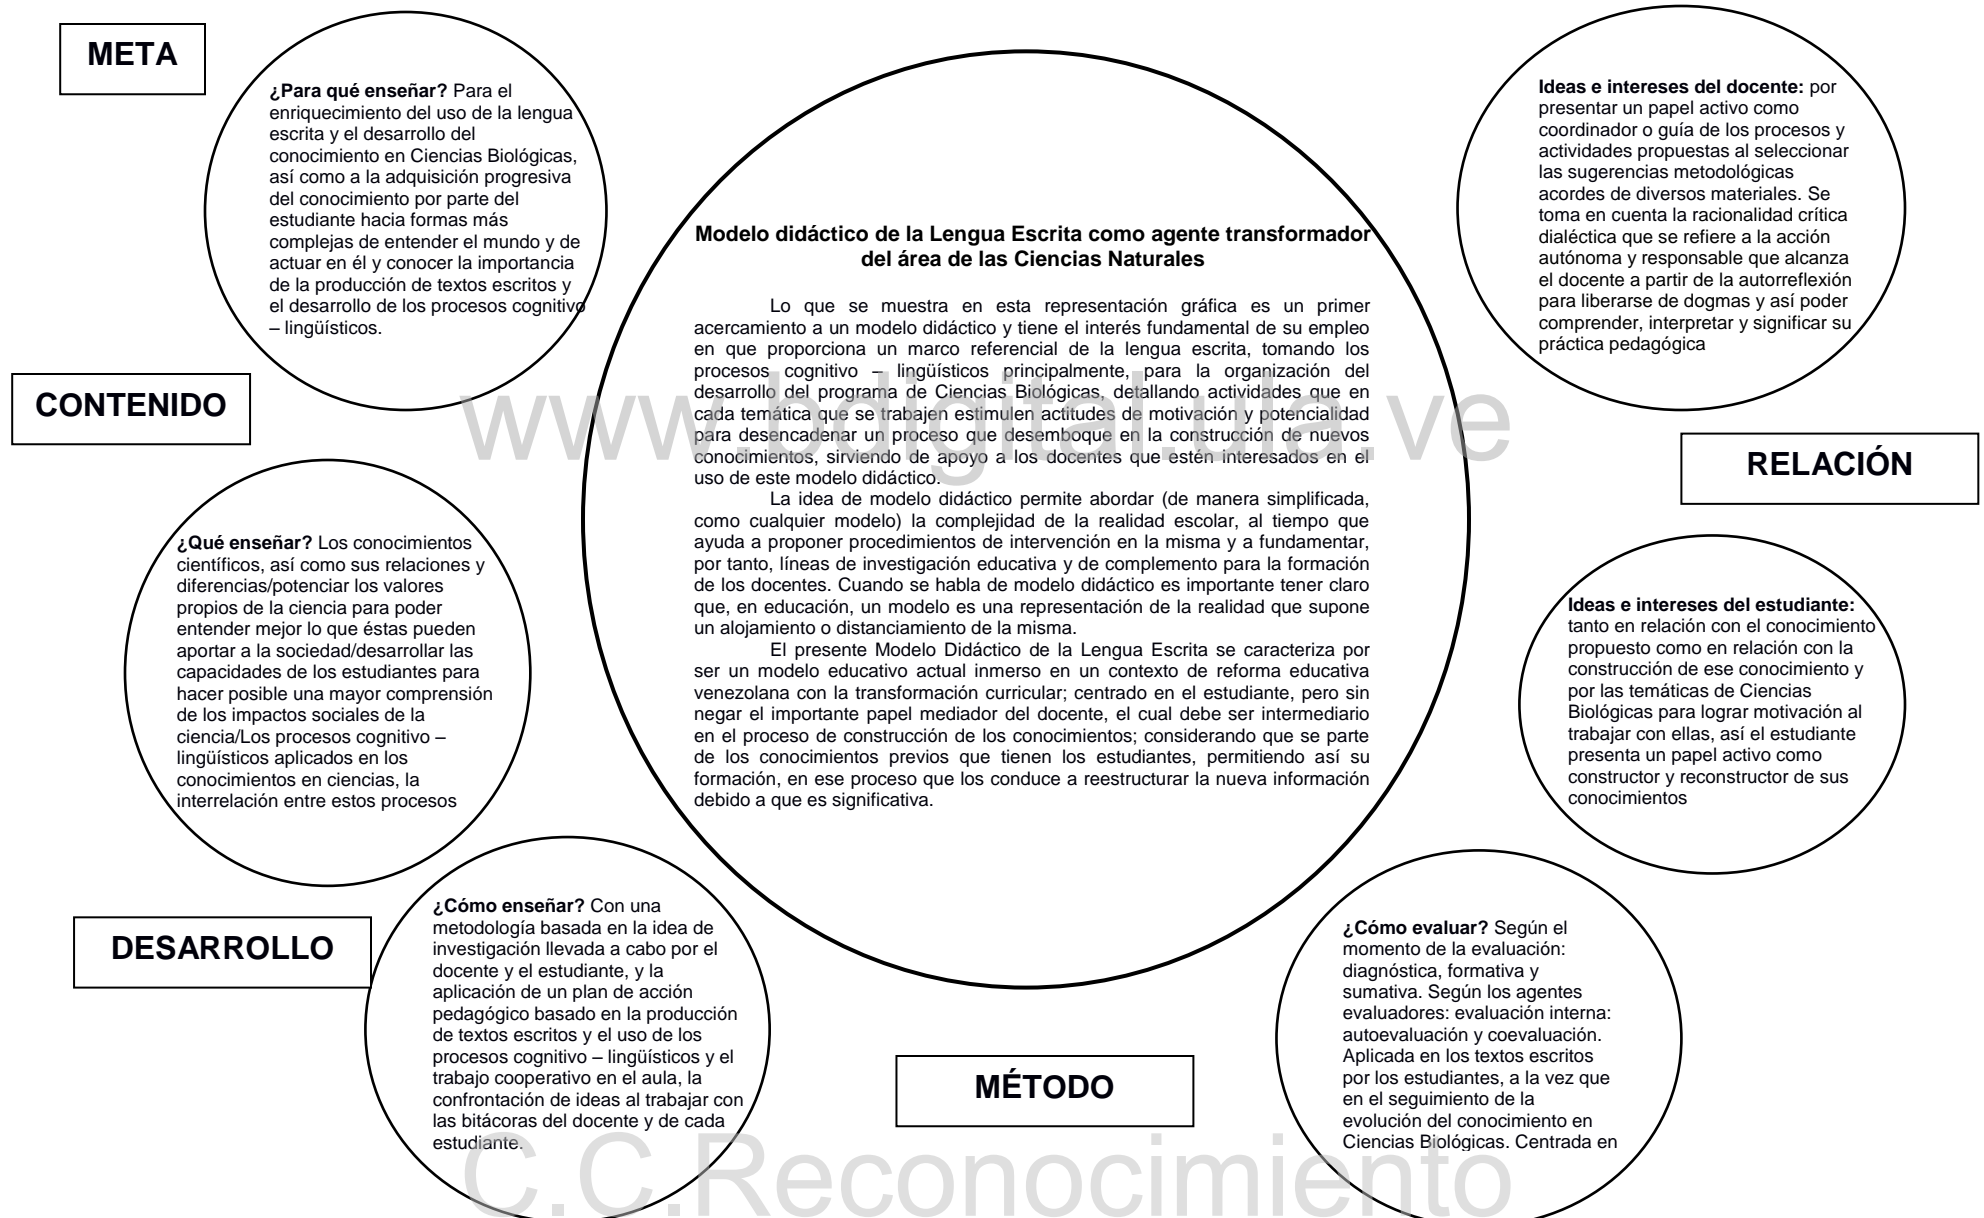 META
¿Para qué enseñar? Para el
enriquecimiento del uso de la lengua
escrita y el desarrollo del
conocimiento en Ciencias Biológicas,
así como a la adquisición progresiva
del conocimiento por parte del
estudiante hacia formas más
complejas de entender el mundo y de
actuar en él y conocer la importancia
de la producción de textos escritos y
el desarrollo de los procesos cognitivo
– lingüísticos.
CONTENIDO
¿Qué enseñar? Los conocimientos
científicos, así como sus relaciones y
diferencias/potenciar los valores
propios de la ciencia para poder
entender mejor lo que éstas pueden
aportar a la sociedad/desarrollar las
capacidades de los estudiantes para
hacer posible una mayor comprensión
de los impactos sociales de la
ciencia/Los procesos cognitivo –
lingüísticos aplicados en los
conocimientos en ciencias, la
interrelación entre estos procesos
DESARROLLO
¿Cómo enseñar? Con una
metodología basada en la idea de
investigación llevada a cabo por el
docente y el estudiante, y la
aplicación de un plan de acción
pedagógico basado en la producción
de textos escritos y el uso de los
procesos cognitivo – lingüísticos y el
trabajo cooperativo en el aula, la
confrontación de ideas al trabajar con
las bitácoras del docente y de cada
estudiante.
Modelo didáctico de la Lengua Escrita como agente transformador
del área de las Ciencias Naturales
Lo que se muestra en esta representación gráfica es un primer
acercamiento a un modelo didáctico y tiene el interés fundamental de su empleo
en que proporciona un marco referencial de la lengua escrita, tomando los
procesos cognitivo – lingüísticos principalmente, para la organización del
desarrollo del programa de Ciencias Biológicas, detallando actividades que en
cada temática que se trabajen estimulen actitudes de motivación y potencialidad
para desencadenar un proceso que desemboque en la construcción de nuevos
conocimientos, sirviendo de apoyo a los docentes que estén interesados en el
uso de este modelo didáctico.
La idea de modelo didáctico permite abordar (de manera simplificada,
como cualquier modelo) la complejidad de la realidad escolar, al tiempo que
ayuda a proponer procedimientos de intervención en la misma y a fundamentar,
por tanto, líneas de investigación educativa y de complemento para la formación
de los docentes. Cuando se habla de modelo didáctico es importante tener claro
que, en educación, un modelo es una representación de la realidad que supone
un alojamiento o distanciamiento de la misma.
El presente Modelo Didáctico de la Lengua Escrita se caracteriza por
ser un modelo educativo actual inmerso en un contexto de reforma educativa
venezolana con la transformación curricular; centrado en el estudiante, pero sin
negar el importante papel mediador del docente, el cual debe ser intermediario
en el proceso de construcción de los conocimientos; considerando que se parte
de los conocimientos previos que tienen los estudiantes, permitiendo así su
formación, en ese proceso que los conduce a reestructurar la nueva información
debido a que es significativa.
MÉTODO
Ideas e intereses del docente: por
presentar un papel activo como
coordinador o guía de los procesos y
actividades propuestas al seleccionar
las sugerencias metodológicas
acordes de diversos materiales. Se
toma en cuenta la racionalidad crítica
dialéctica que se refiere a la acción
autónoma y responsable que alcanza
el docente a partir de la autorreflexión
para liberarse de dogmas y así poder
comprender, interpretar y significar su
práctica pedagógica
RELACIÓN
Ideas e intereses del estudiante:
tanto en relación con el conocimiento
propuesto como en relación con la
construcción de ese conocimiento y
por las temáticas de Ciencias
Biológicas para lograr motivación al
trabajar con ellas, así el estudiante
presenta un papel activo como
constructor y reconstructor de sus
conocimientos
¿Cómo evaluar? Según el
momento de la evaluación:
diagnóstica, formativa y
sumativa. Según los agentes
evaluadores: evaluación interna:
autoevaluación y coevaluación.
Aplicada en los textos escritos
por los estudiantes, a la vez que
en el seguimiento de la
evolución del conocimiento en
Ciencias Biológicas. Centrada en
www.bdigital.ula.ve
C.C.Reconocimiento